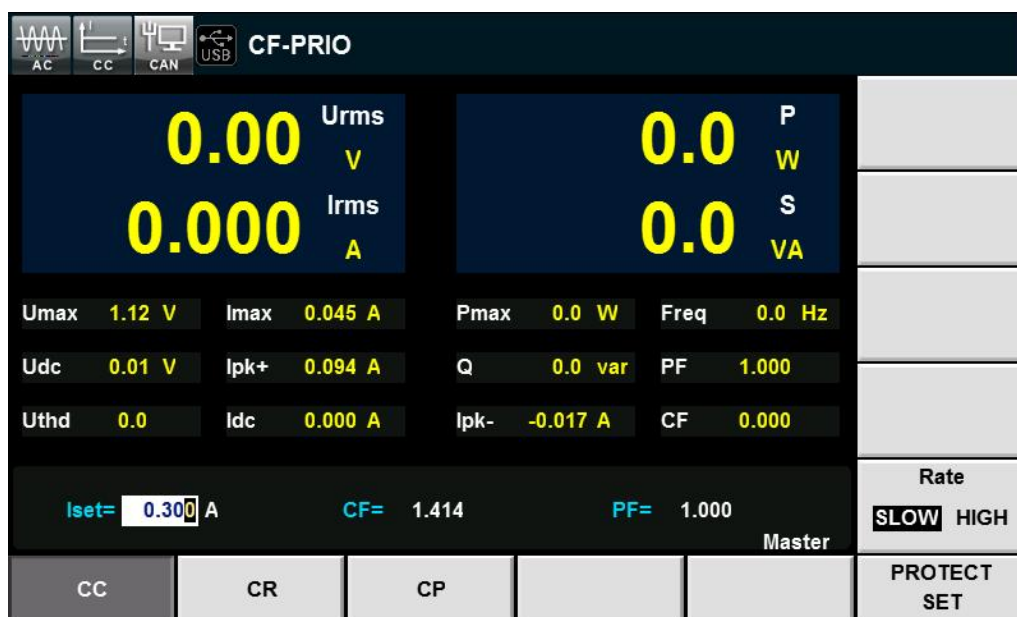 AC
I t
CC
CAN
USB
CF-PRIO
0.00 Urms V
0.0 P W
0.000 Irms A
0.0 S VA
Umax 1.12 V Imax 0.045 A Pmax 0.0 W Freq 0.0 Hz
Udc 0.01 V Ipk+ 0.094 A Q 0.0 var PF 1.000
Uthd 0.0 Idc 0.000 A Ipk- -0.017 A CF 0.000
Iset= 0.300 A CF= 1.414 PF= 1.000
Master
Rate
SLOW HIGH
CC CR CP
PROTECT
SET